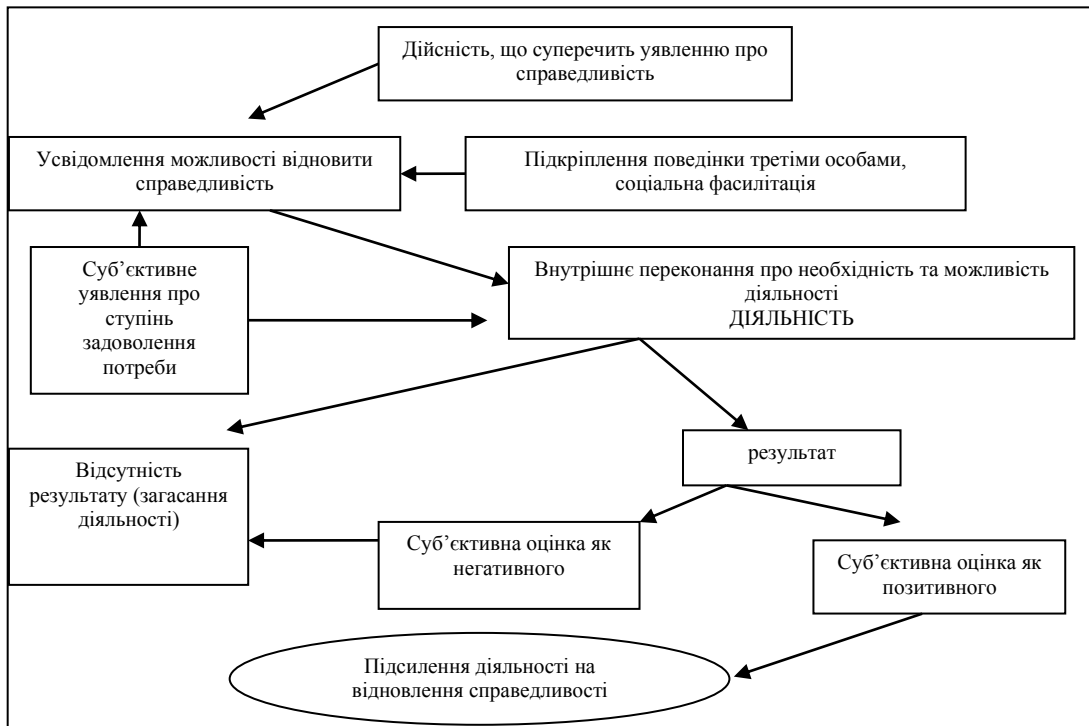 Дійсність, що суперечить уявленню про
справедливість
Усвідомлення можливості відновити
справедливість
Підкріплення поведінки третіми особами,
соціальна фасилітація
Суб’єктивне
уявлення про
ступінь
задоволення
потреби
Внутрішнє переконання про необхідність та можливість
діяльності
ДІЯЛЬНІСТЬ
Відсутність
результату (загасання
діяльності)
результат
Суб’єктивна оцінка як
негативного
Суб’єктивна оцінка як
позитивного
Підсилення діяльності на
відновлення справедливості